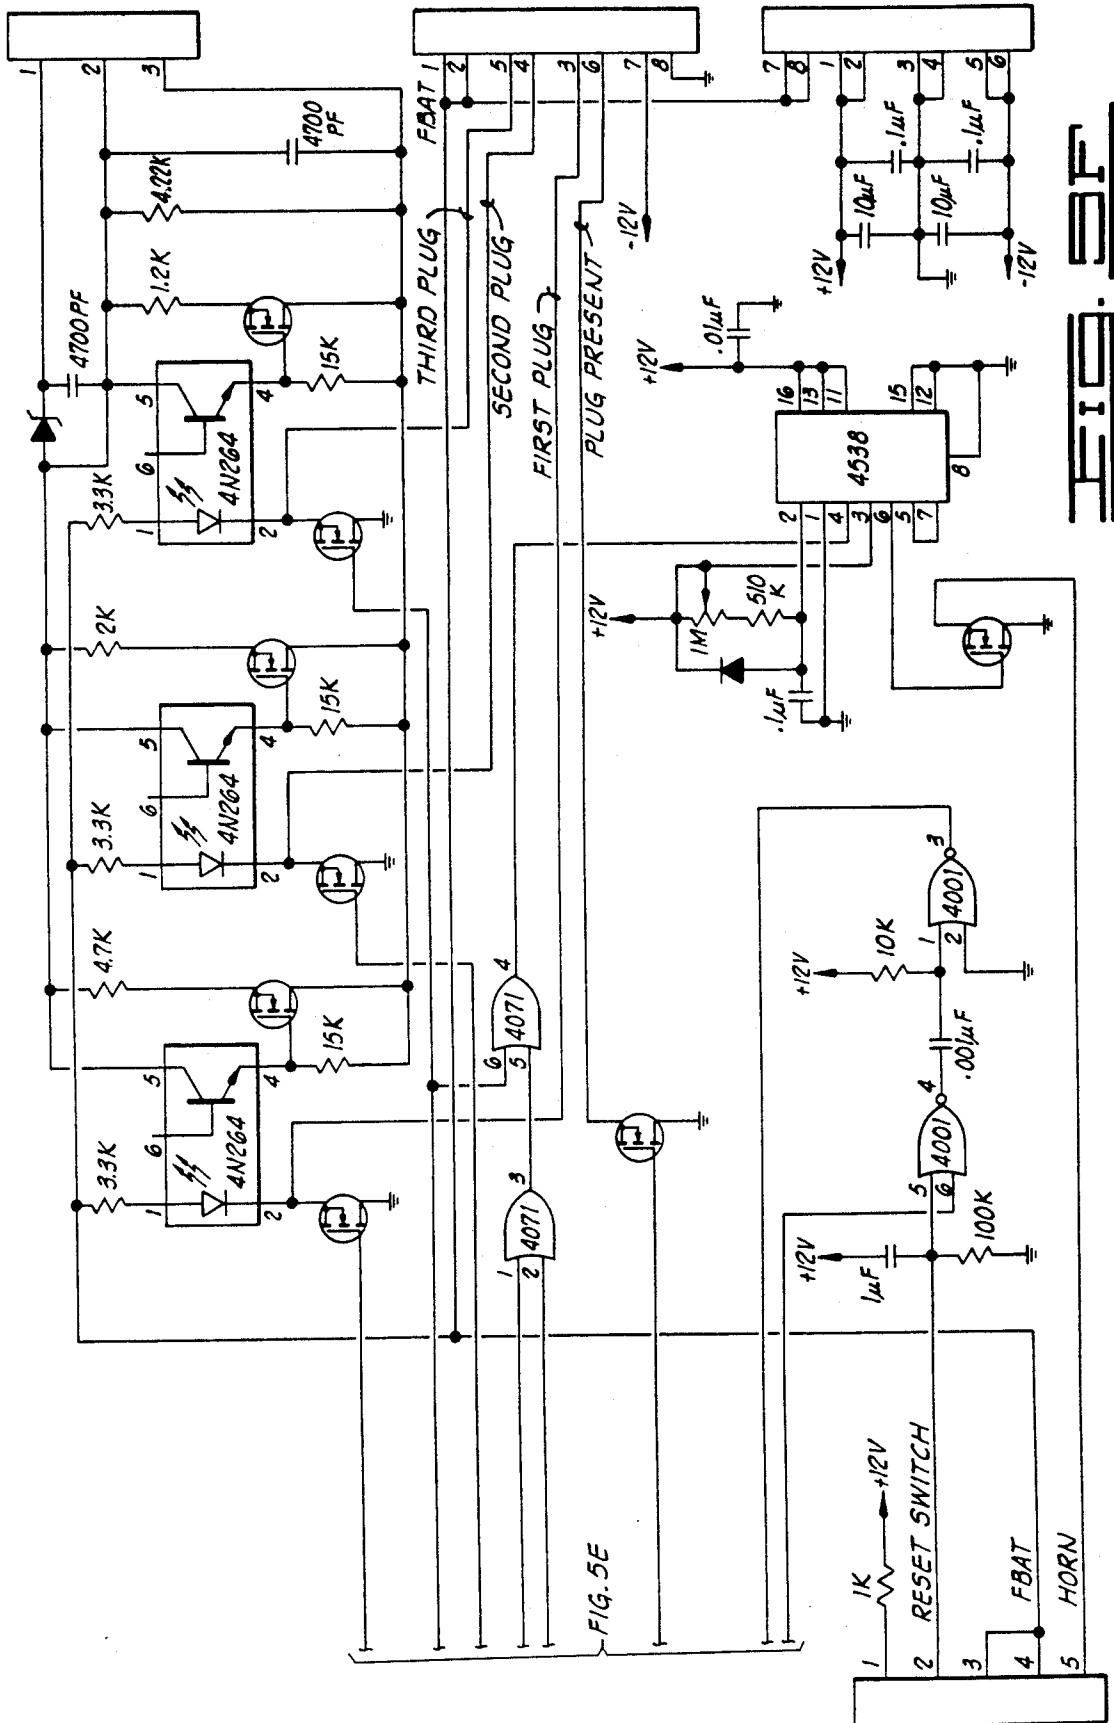 FIG. 5F
1
2
3
4700PF
4700
PF
4.22K
1.2K
15K
3.3K
6
5
4
1
2
4N264
2K
15K
3.3K
6
5
4
1
2
4N264
4.7K
15K
3.3K
6
5
4
1
2
4N264
FBAT
1
2
5
4
3
6
7
8
THIRD PLUG
SECOND PLUG
FIRST PLUG
PLUG PRESENT
-12V
7
8
1
2
3
4
5
6
.1µF
.1µF
10µF
10µF
+12V
-12V
+12V
.01µF
16
13
11
15
12
8
4538
2
1
4
3
6
5
7
+12V
1M
510
K
.1µF
6
5
4
4071
1
2
3
4071
FIG. 5E
+12V
10K
1
2
3
4001
.001µF
5
6
4
4001
+12V
1µF
100K
+12V
1K
1
2
3
4
5
RESET SWITCH
FBAT
HORN